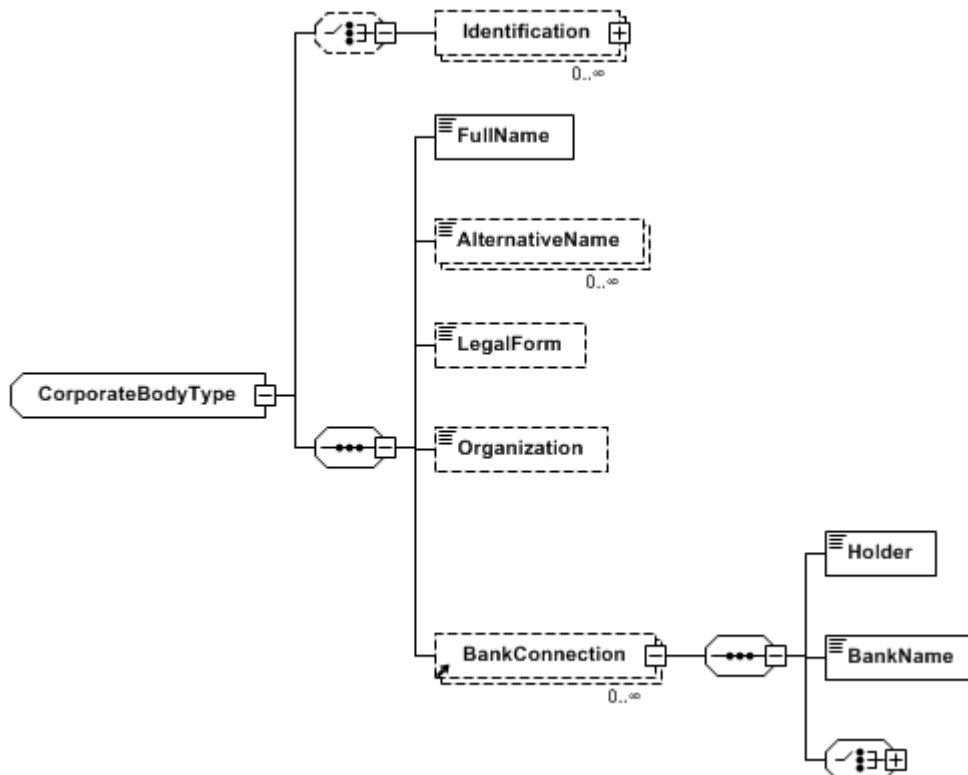 Identification
0..∞
FullName
AlternativeName
0..∞
LegalForm
CorporateBodyType
Organization
Holder
BankConnection
0..∞
BankName